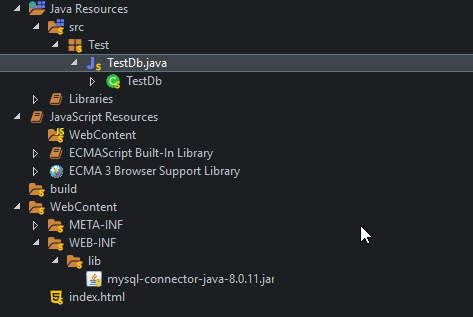 Java Resources
src
Test
TestDb.java
TestDb
Libraries
JavaScript Resources
WebContent
ECMAScript Built-In Library
ECMA 3 Browser Support Library
build
WebContent
META-INF
WEB-INF
lib
mysql-connector-java-8.0.11.jar
index.html